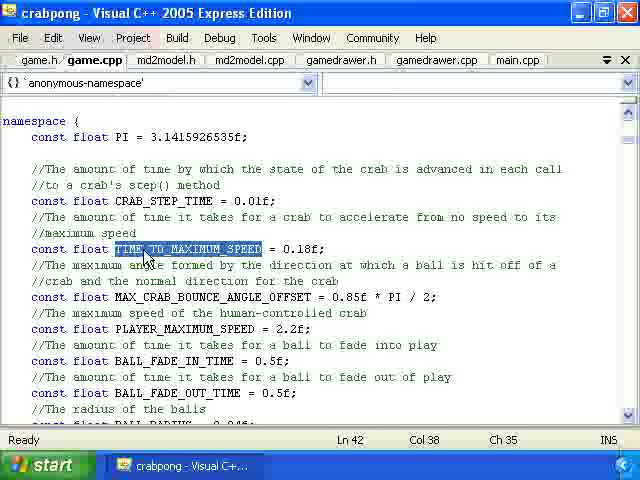 crabpong - Visual C++ 2005 Express Edition
File Edit View Project Build Debug Tools Window Community Help
game.h game.cpp md2model.h md2model.cpp gamedrawer.h gamedrawer.cpp main.cpp
{} `anonymous-namespace'
namespace {
const float PI = 3.1415926535f;
//The amount of time by which the state of the crab is advanced in each call
//to a crab's step() method
const float CRAB_STEP_TIME = 0.01f;
//The amount of time it takes for a crab to accelerate from no speed to its
//maximum speed
const float TIME_TO_MAXIMUM_SPEED = 0.18f;
//The maximum angle formed by the direction at which a ball is hit off of a
//crab and the normal direction for the crab
const float MAX_CRAB_BOUNCE_ANGLE_OFFSET = 0.85f * PI / 2;
//The maximum speed of the human-controlled crab
const float PLAYER_MAXIMUM_SPEED = 2.2f;
//The amount of time it takes for a ball to fade into play
const float BALL_FADE_IN_TIME = 0.5f;
//The amount of time it takes for a ball to fade out of play
const float BALL_FADE_OUT_TIME = 0.5f;
//The radius of the balls
const float BALL_RADIUS = 0.04f;
Ready Ln 42 Col 38 Ch 35 INS
start crabpong - Visual C+...